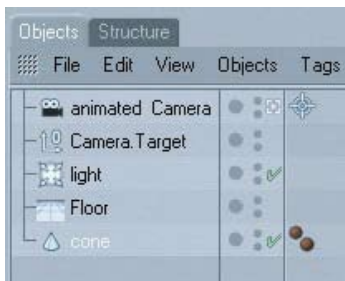 Objects Structure
File Edit View Objects Tags
animated Camera
Camera.Target
light
Floor
cone